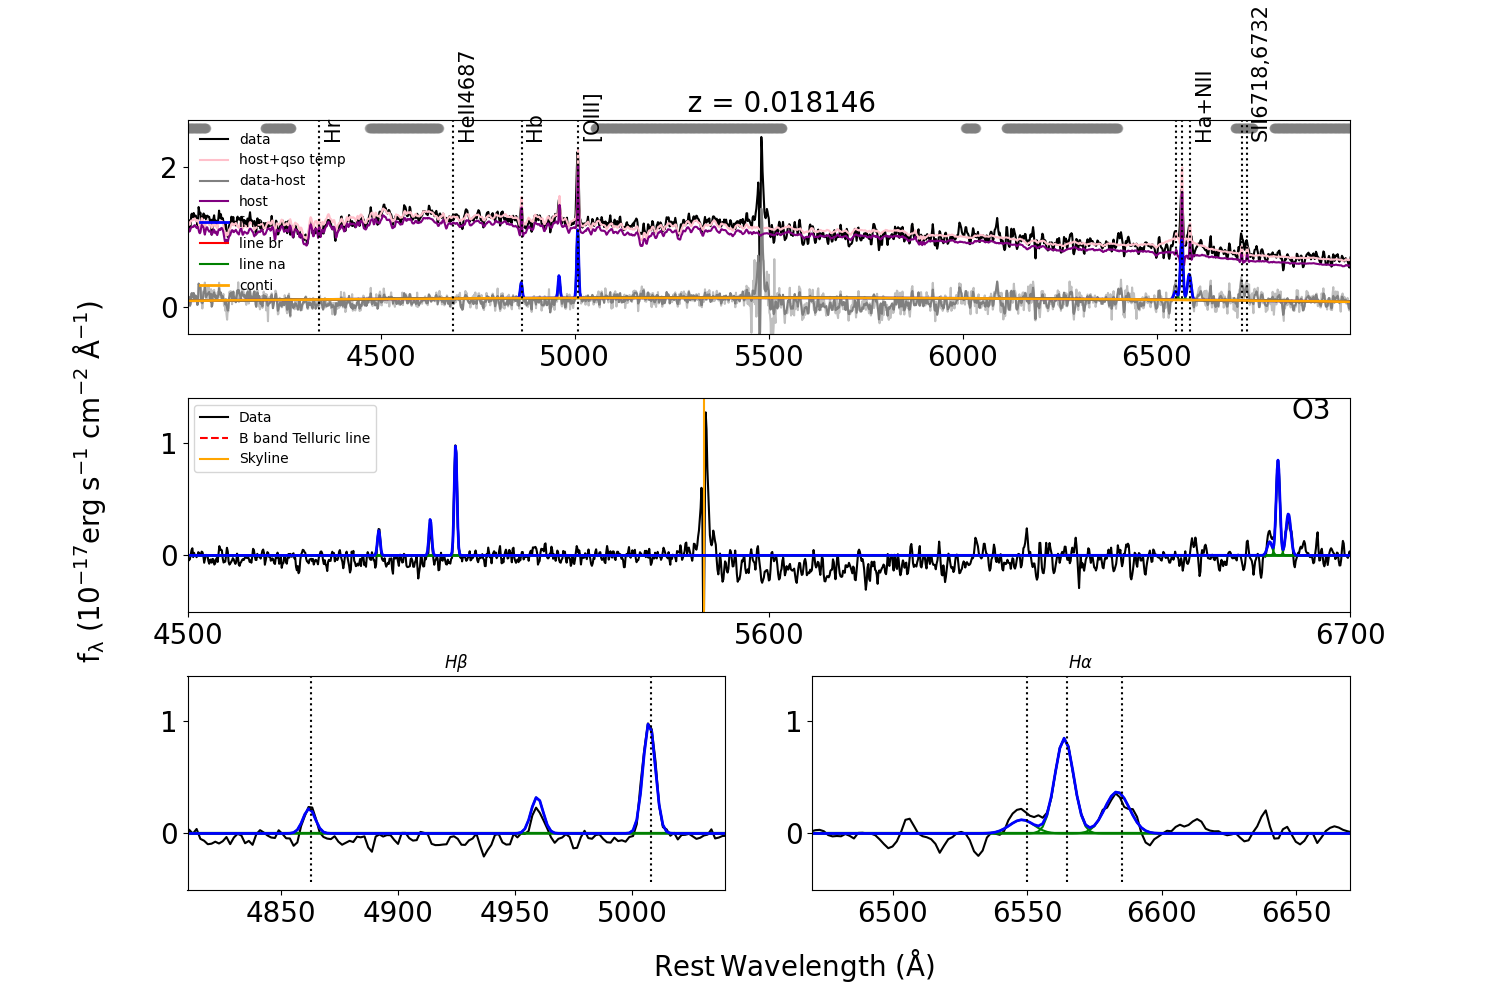 z = 0.018146
Hr
HeII4687
Hb
[OIII]
Ha+NII
SII6718,6732
data
host+qso temp
data-host
host
line br
line na
conti
2
0
4500 5000 5500 6000 6500
O3
Data
B band Telluric line
Skyline
1
0
4500 5600 6700
fλ (10−17erg s−1 cm−2 Å−1)
Hβ
1
0
4850 4900 4950 5000
Hα
1
0
6500 6550 6600 6650
Rest Wavelength (Å)